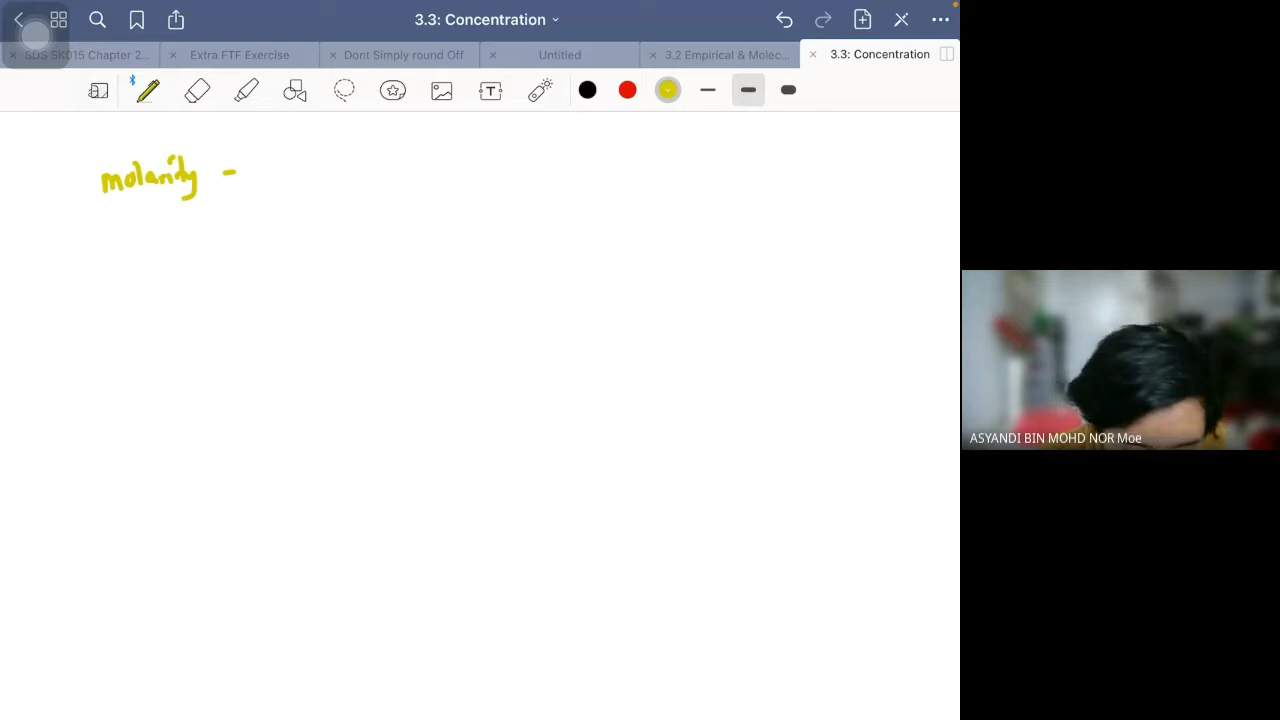 3.3: Concentration
SDS SK015 Chapter 2...
Extra FTF Exercise
Dont Simply round Off
Untitled
3.2 Empirical & Molec...
3.3: Concentration
T
molarity -
ASYANDI BIN MOHD NOR Moe